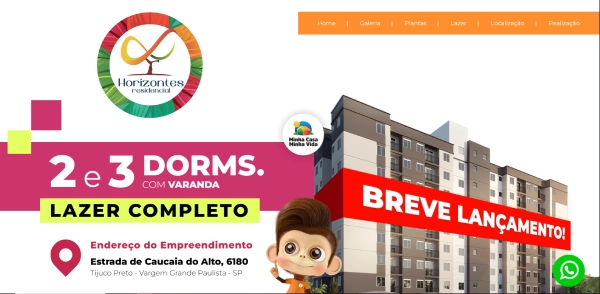 Home | Galeria | Plantas | Lazer | Localização | Realização
Horizontes
residencial
Minha Casa
Minha Vida
2 e 3 DORMS.
COM VARANDA
LAZER COMPLETO
BREVE LANÇAMENTO!
Endereço do Empreendimento
Estrada de Caucaia do Alto, 6180
Tijuco Preto - Vargem Grande Paulista - SP